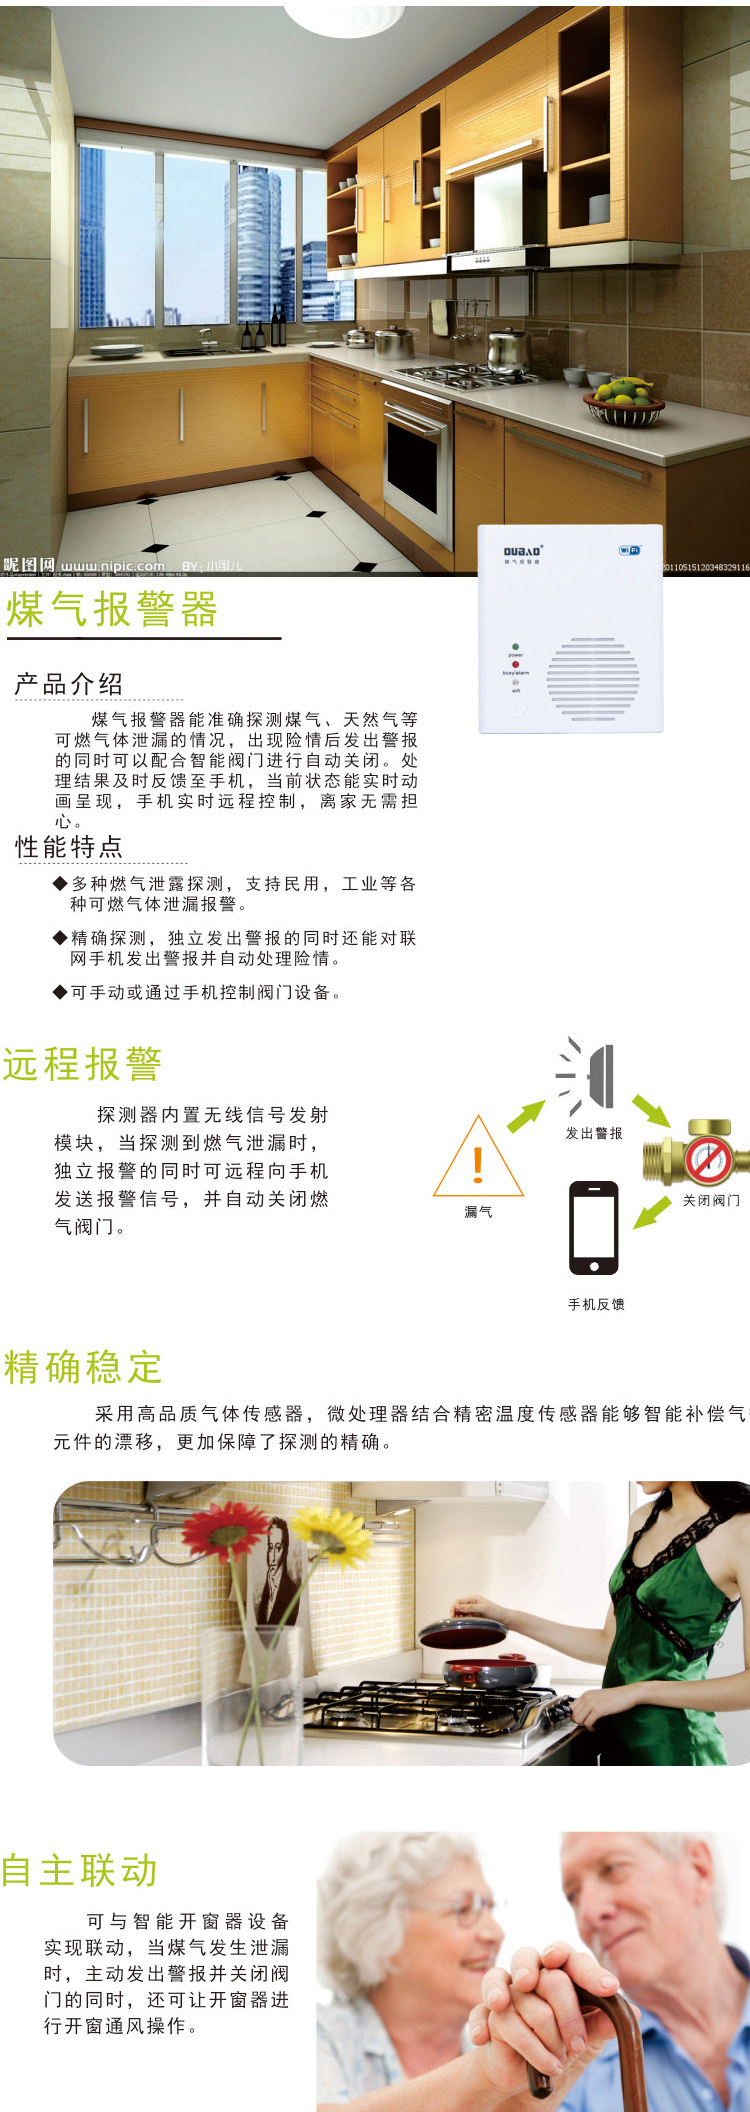 昵图网 www.nipic.com BY：小眼儿
20110515120348329116
OUBAO®
WiFi
煤气报警器
power
busy/alarm
wifi
煤气报警器
产品介绍
煤气报警器能准确探测煤气、天然气等
可燃气体泄漏的情况，出现险情后发出警报
的同时可以配合智能阀门进行自动关闭。处
理结果及时反馈至手机，当前状态能实时动
画呈现，手机实时远程控制，离家无需担
心。
性能特点
◆多种燃气泄露探测，支持民用，工业等各
种可燃气体泄漏报警。
◆精确探测，独立发出警报的同时还能对联
网手机发出警报并自动处理险情。
◆可手动或通过手机控制阀门设备。
远程报警
探测器内置无线信号发射
模块，当探测到燃气泄漏时，
独立报警的同时可远程向手机
发送报警信号，并自动关闭燃
气阀门。
发出警报
漏气
关闭阀门
手机反馈
精确稳定
采用高品质气体传感器，微处理器结合精密温度传感器能够智能补偿气
元件的漂移，更加保障了探测的精确。
自主联动
可与智能开窗器设备
实现联动，当煤气发生泄漏
时，主动发出警报并关闭阀
门的同时，还可让开窗器进
行开窗通风操作。